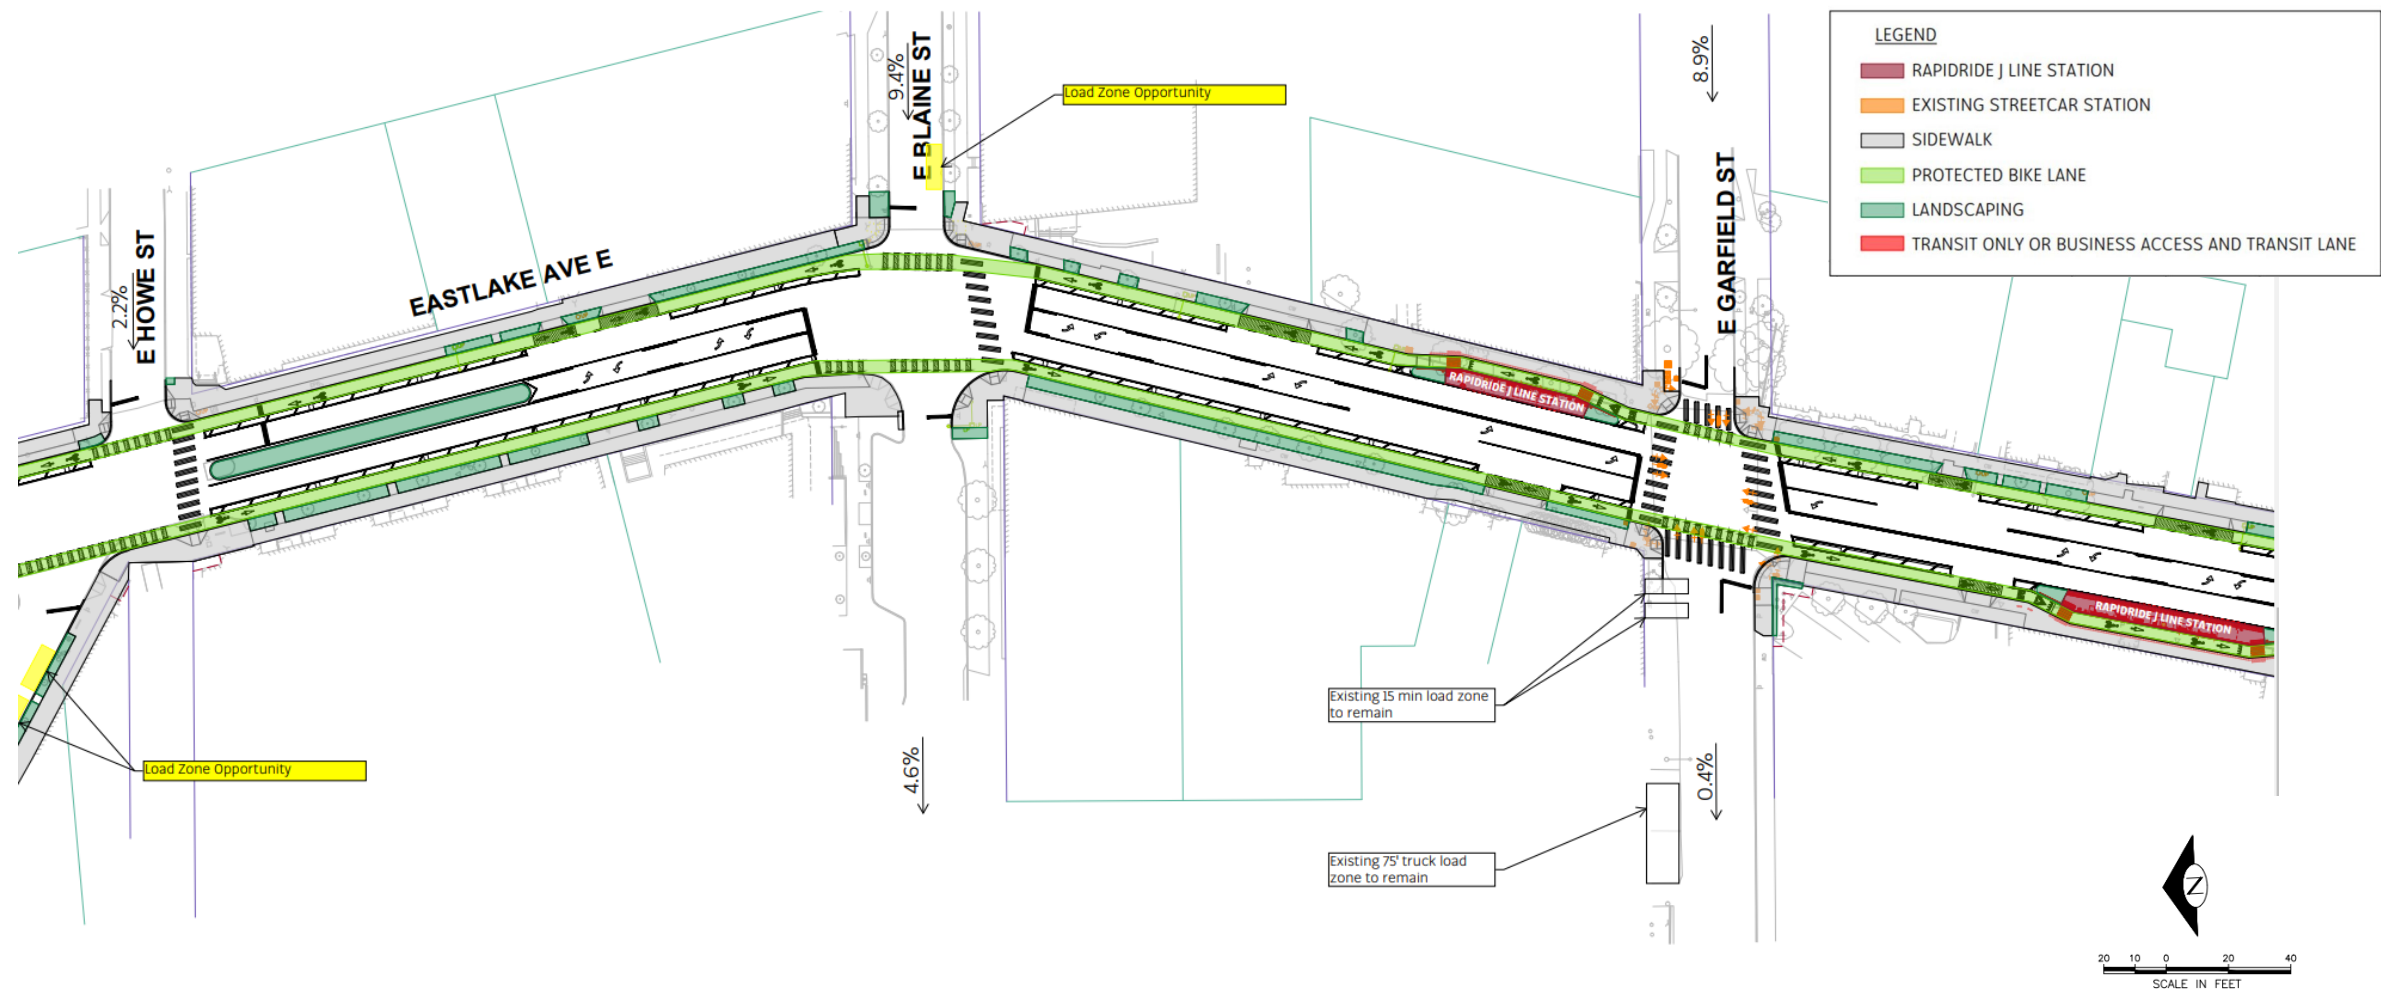 LEGEND
RAPIDRIDE J LINE STATION
EXISTING STREETCAR STATION
SIDEWALK
PROTECTED BIKE LANE
LANDSCAPING
TRANSIT ONLY OR BUSINESS ACCESS AND TRANSIT LANE
9.4%
E BLAINE ST
Load Zone Opportunity
8.9%
E GARFIELD ST
2.2%
E HOWE ST
EASTLAKE AVE E
RAPIDRIDE J LINE STATION
RAPIDRIDE J LINE STATION
Existing 15 min load zone
to remain
Load Zone Opportunity
4.6%
0.4%
Existing 75' truck load
zone to remain
Z
20 10 0 20 40
SCALE IN FEET